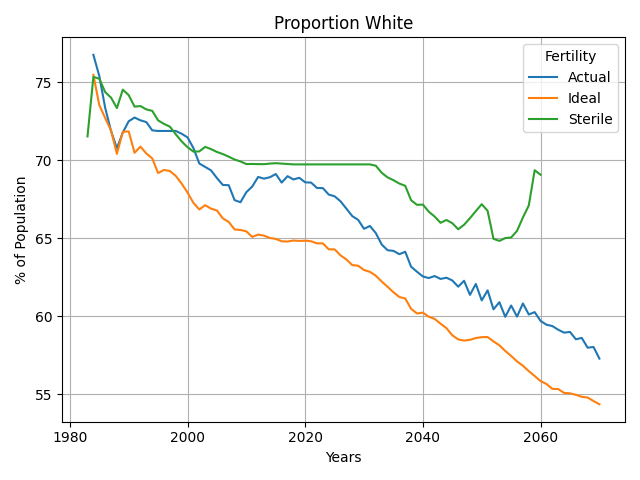 Proportion White
Fertility
Actual
Ideal
Sterile
% of Population
75
70
65
60
55
1980
2000
2020
2040
2060
Years